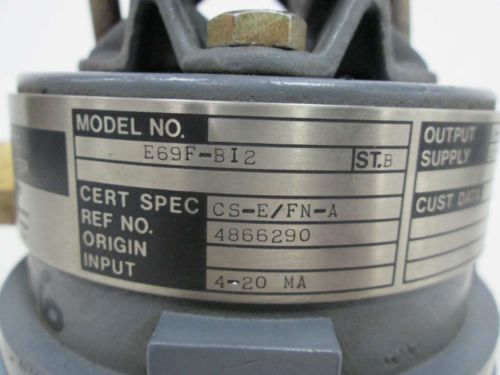 MODEL NO.
E69F-BI2 ST.B
CERT SPEC CS-E/FN-A
REF NO. 4866290
ORIGIN
INPUT 4-20 MA
OUTPUT
SUPPLY
CUST DATA